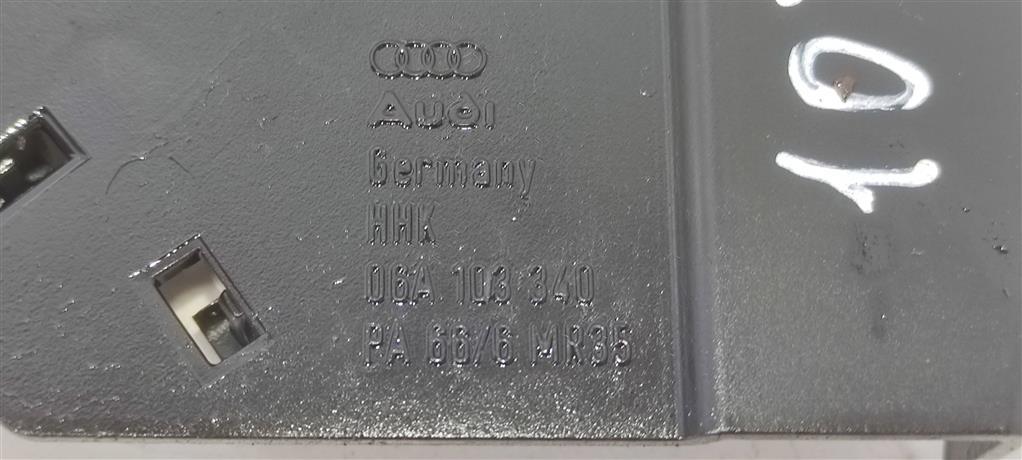 Audi
Germany
HHK
06A 103 340
PA 66/6 MR35
10